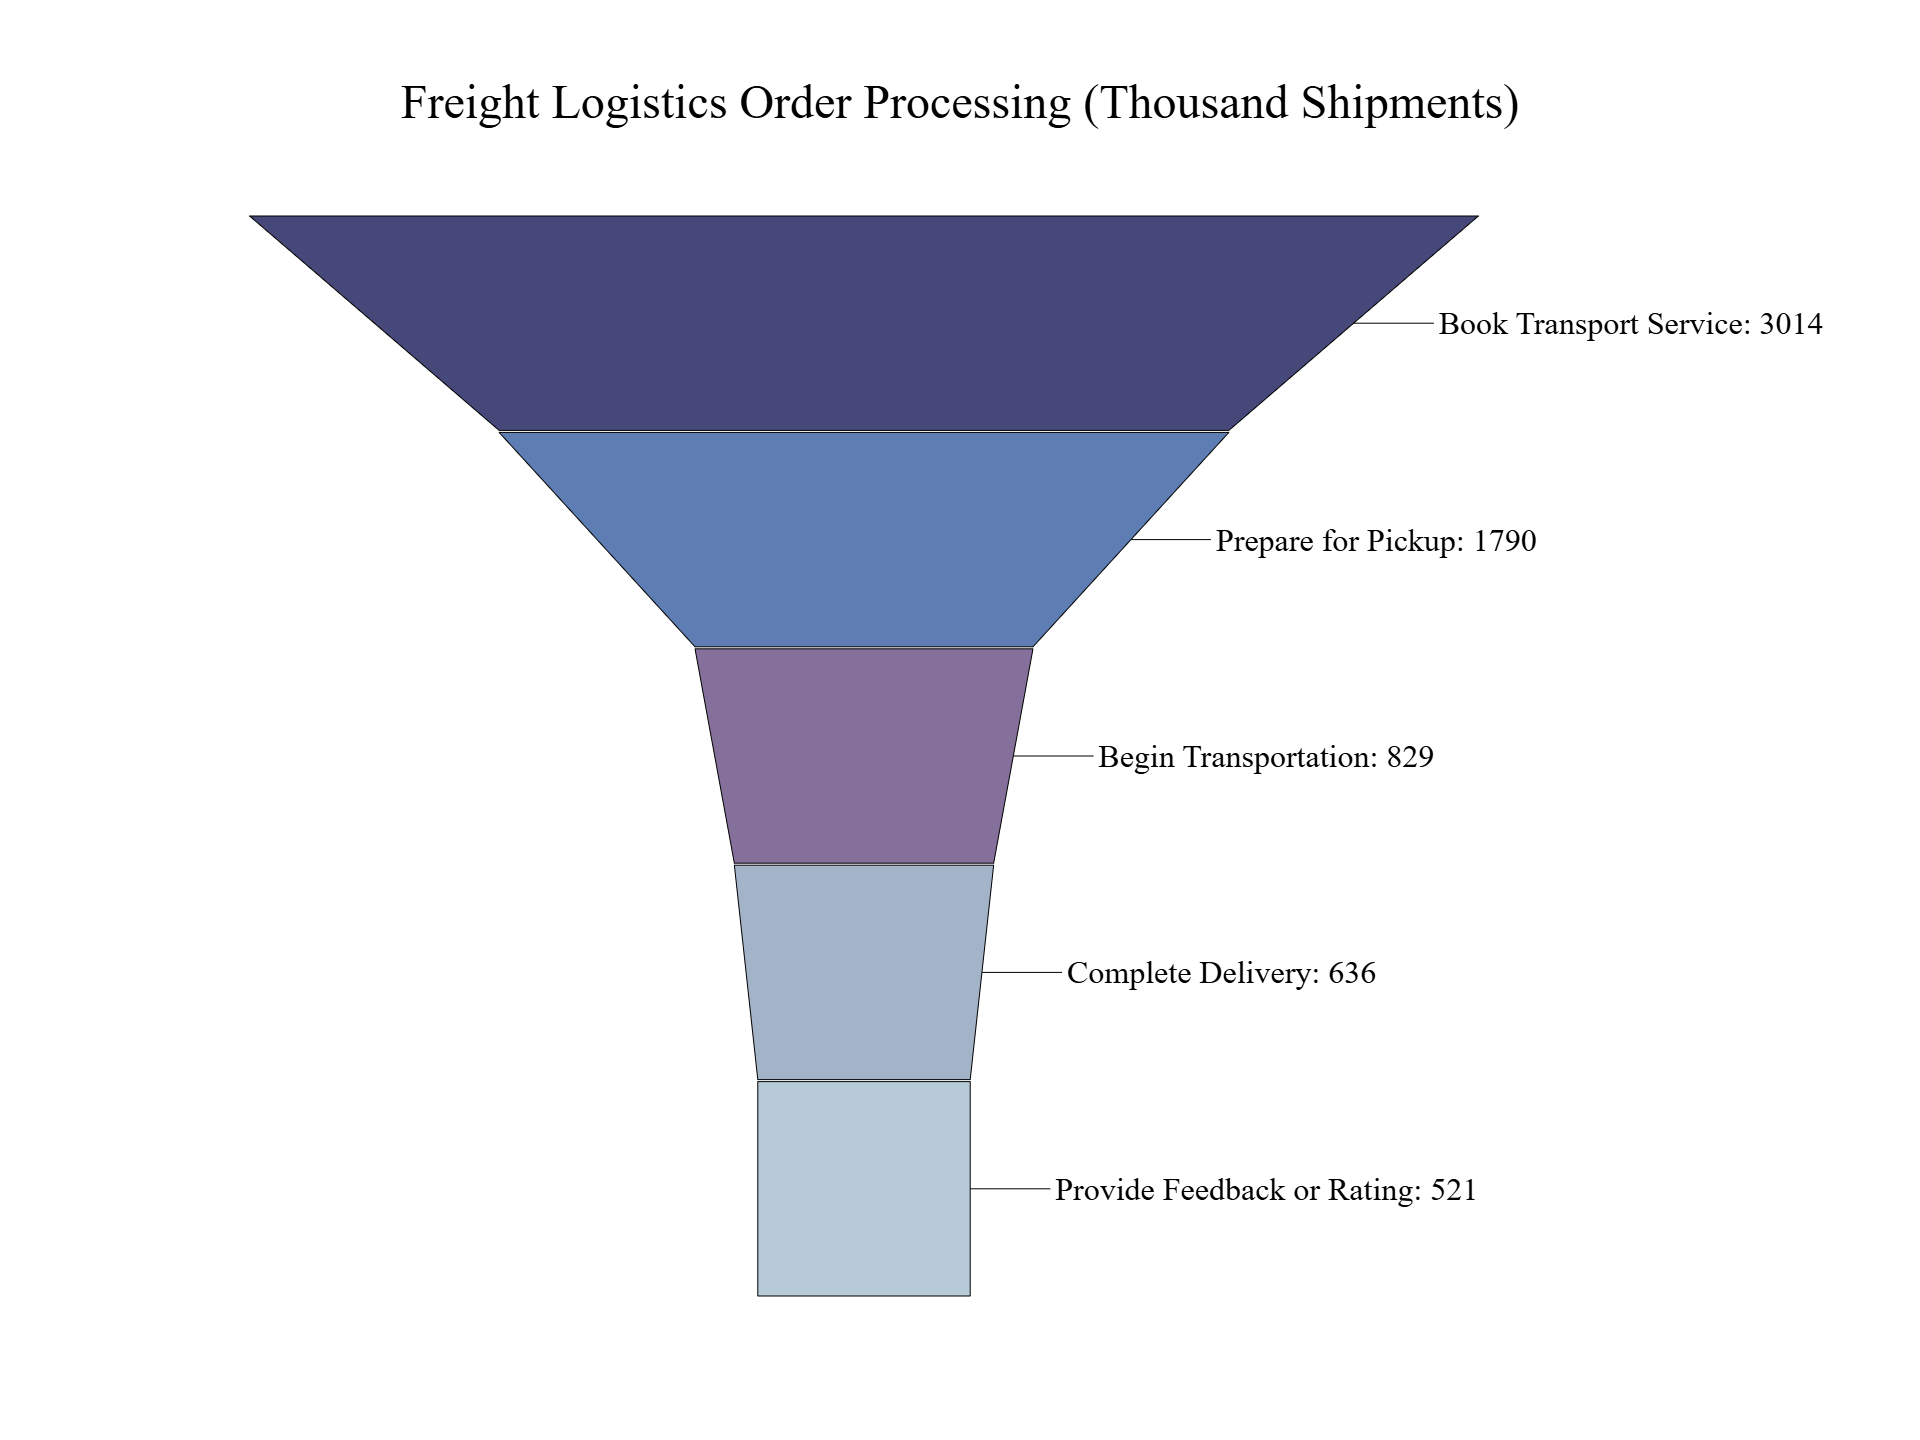 Freight Logistics Order Processing (Thousand Shipments)
Book Transport Service: 3014
Prepare for Pickup: 1790
Begin Transportation: 829
Complete Delivery: 636
Provide Feedback or Rating: 521